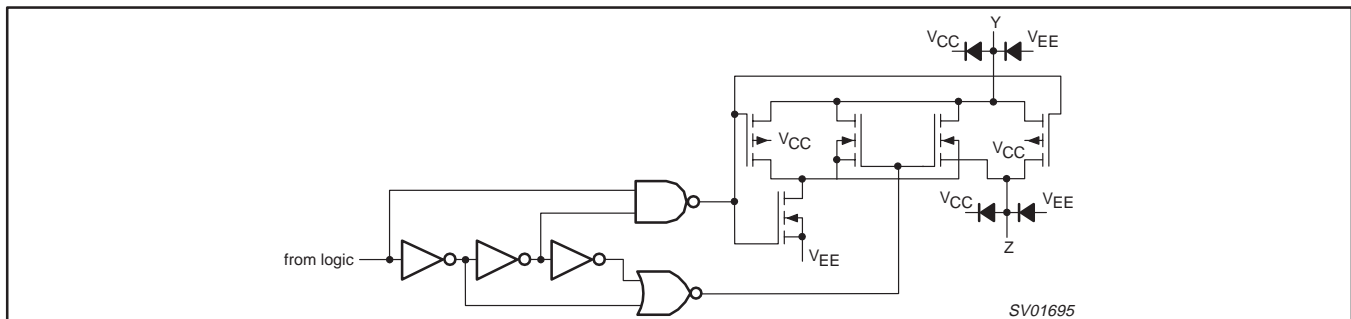 Y
VCC VEE
VCC VCC
VCC VEE
VEE
Z
from logic
SV01695